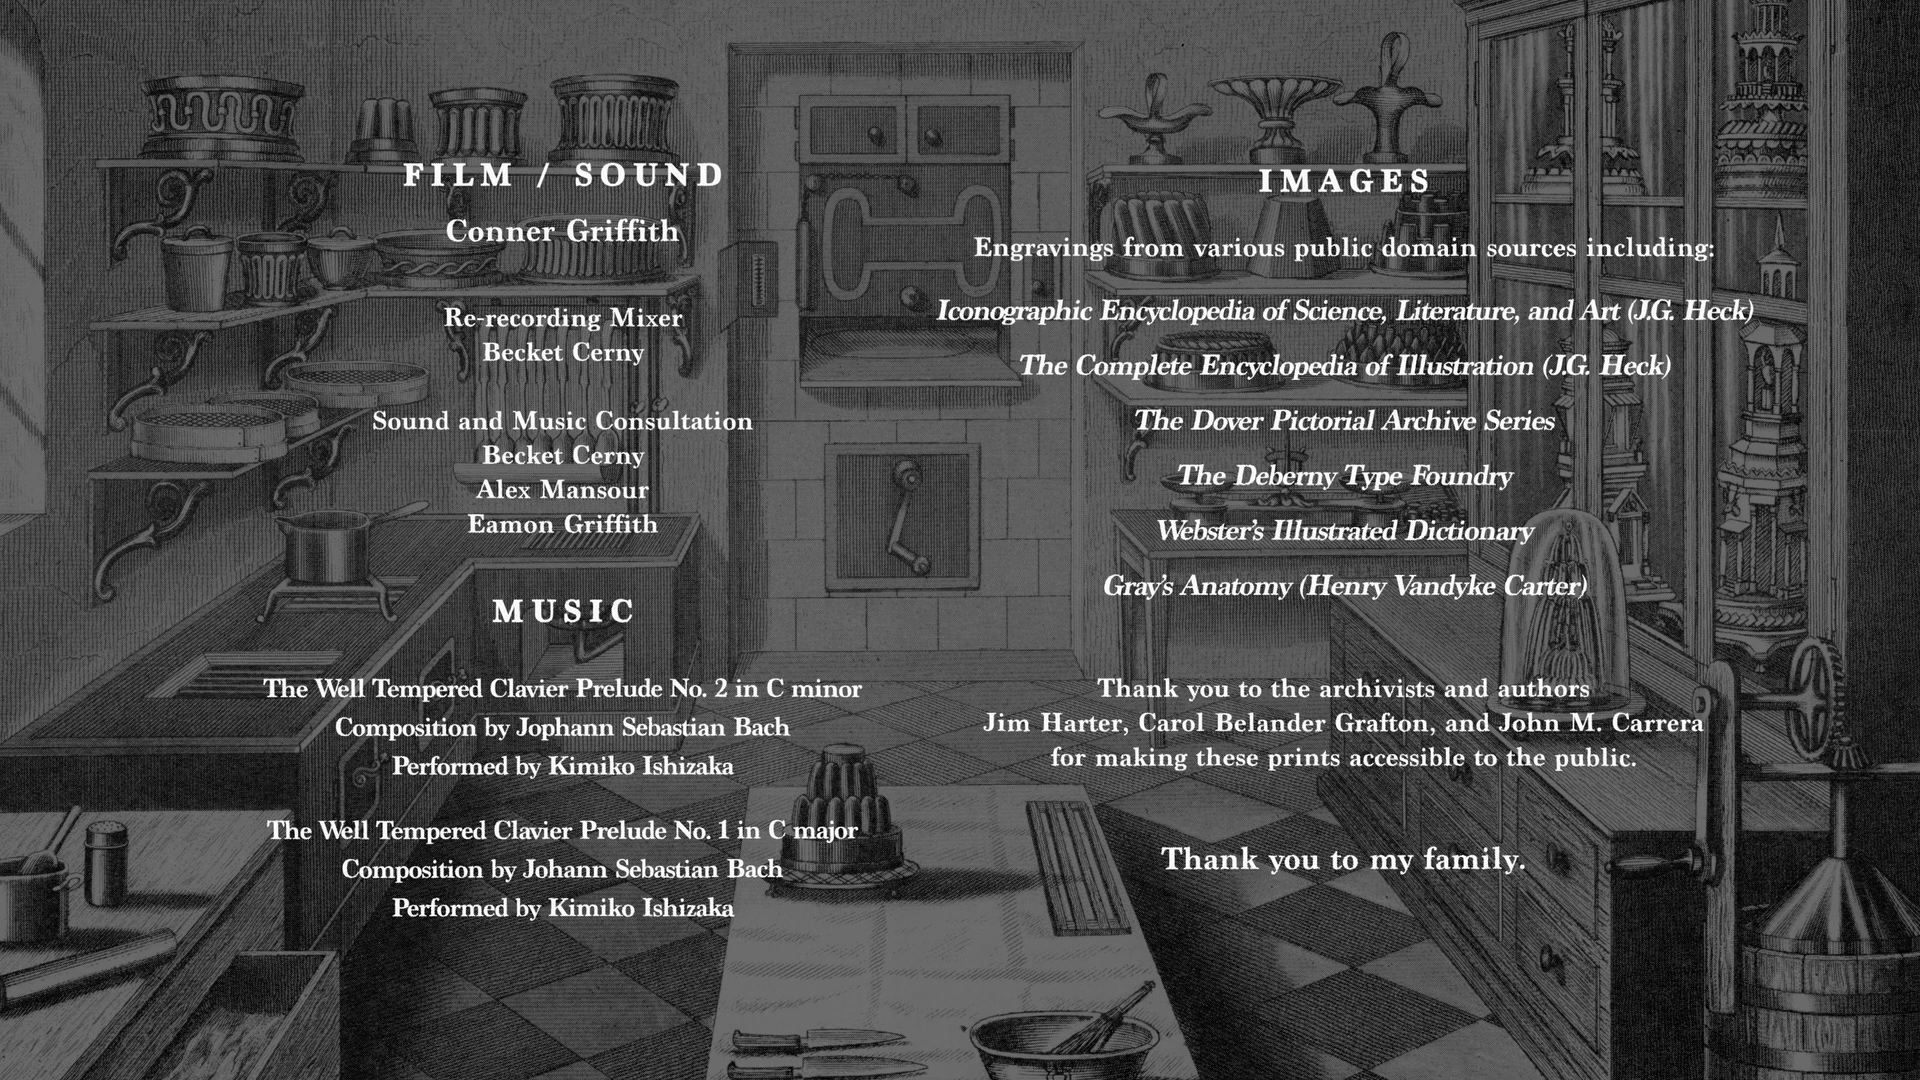 FILM / SOUND
Conner Griffith
Re-recording Mixer
Becket Cerny
Sound and Music Consultation
Becket Cerny
Alex Mansour
Eamon Griffith
MUSIC
The Well Tempered Clavier Prelude No. 2 in C minor
Composition by Jophann Sebastian Bach
Performed by Kimiko Ishizaka
The Well Tempered Clavier Prelude No. 1 in C major
Composition by Johann Sebastian Bach
Performed by Kimiko Ishizaka
IMAGES
Engravings from various public domain sources including:
Iconographic Encyclopedia of Science, Literature, and Art (J.G. Heck)
The Complete Encyclopedia of Illustration (J.G. Heck)
The Dover Pictorial Archive Series
The Deberny Type Foundry
Webster's Illustrated Dictionary
Gray's Anatomy (Henry Vandyke Carter)
Thank you to the archivists and authors
Jim Harter, Carol Belander Grafton, and John M. Carrera
for making these prints accessible to the public.
Thank you to my family.